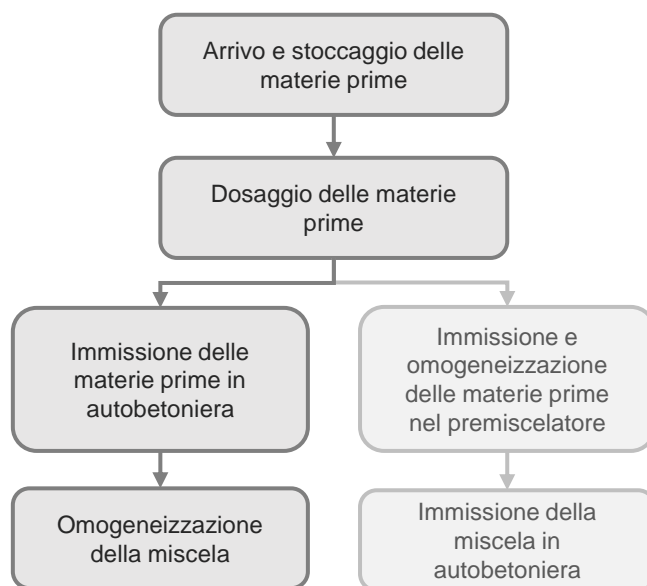 Arrivo e stoccaggio delle
materie prime
Dosaggio delle materie
prime
Immissione delle
materie prime in
autobetoniera
Immissione e
omogeneizzazione
delle materie prime
nel premiscelatore
Omogeneizzazione
della miscela
Immissione della
miscela in
autobetoniera